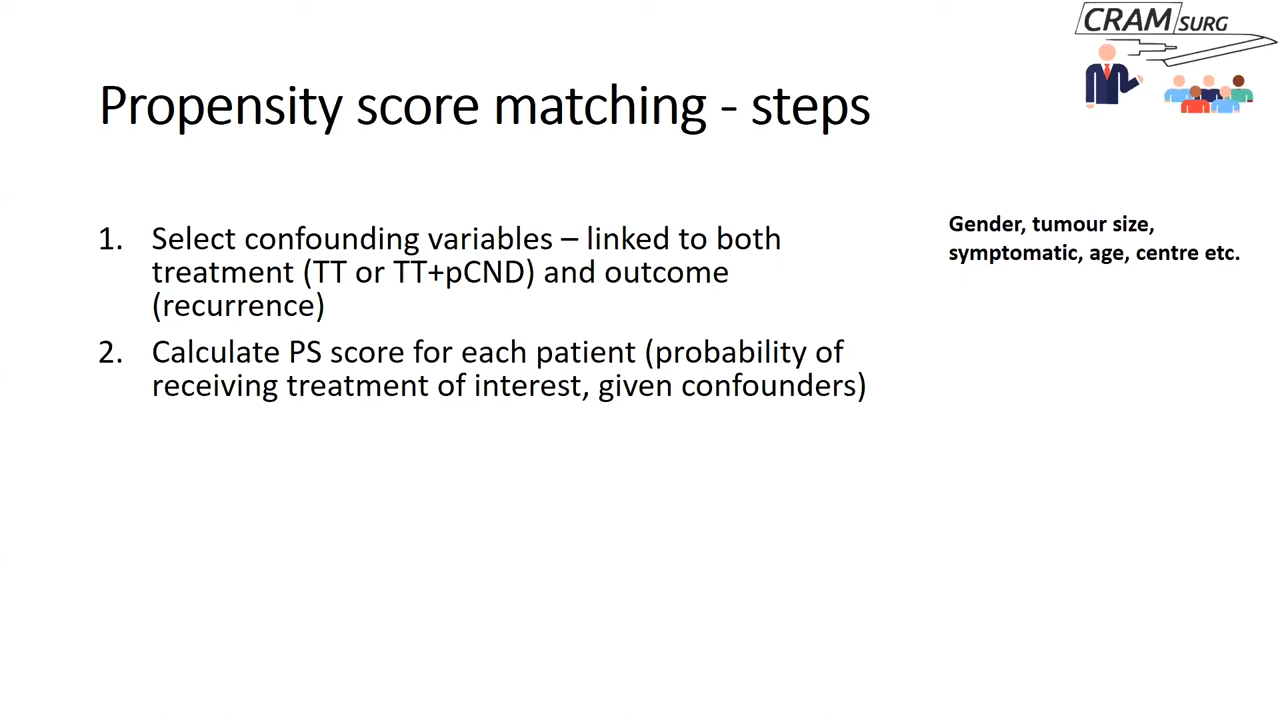 CRAM SURG
Propensity score matching - steps
1. Select confounding variables – linked to both
treatment (TT or TT+pCND) and outcome
(recurrence)
2. Calculate PS score for each patient (probability of
receiving treatment of interest, given confounders)
Gender, tumour size,
symptomatic, age, centre etc.